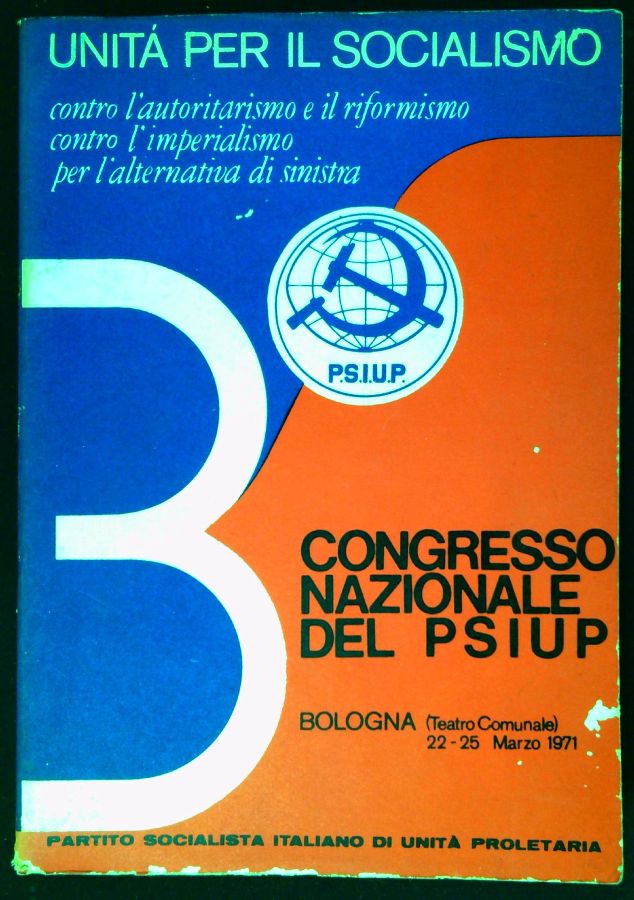 UNITÁ PER IL SOCIALISMO
contro l'autoritarismo e il riformismo
contro l'imperialismo
per l'alternativa di sinistra
P.S.I.U.P.
3°
CONGRESSO
NAZIONALE
DEL PSIUP
BOLOGNA (Teatro Comunale)
22-25 Marzo 1971
PARTITO SOCIALISTA ITALIANO DI UNITÀ PROLETARIA